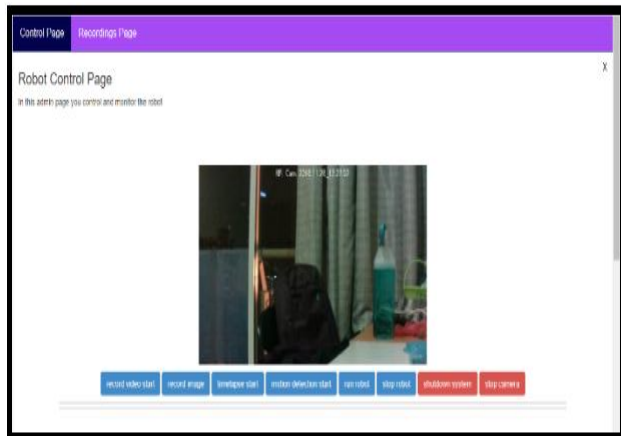 Control Page Recordings Page
X
Robot Control Page
In this admin page you control and monitor the robot
record video start record image timelapse start motion detection start run robot stop robot shutdown system stop camera